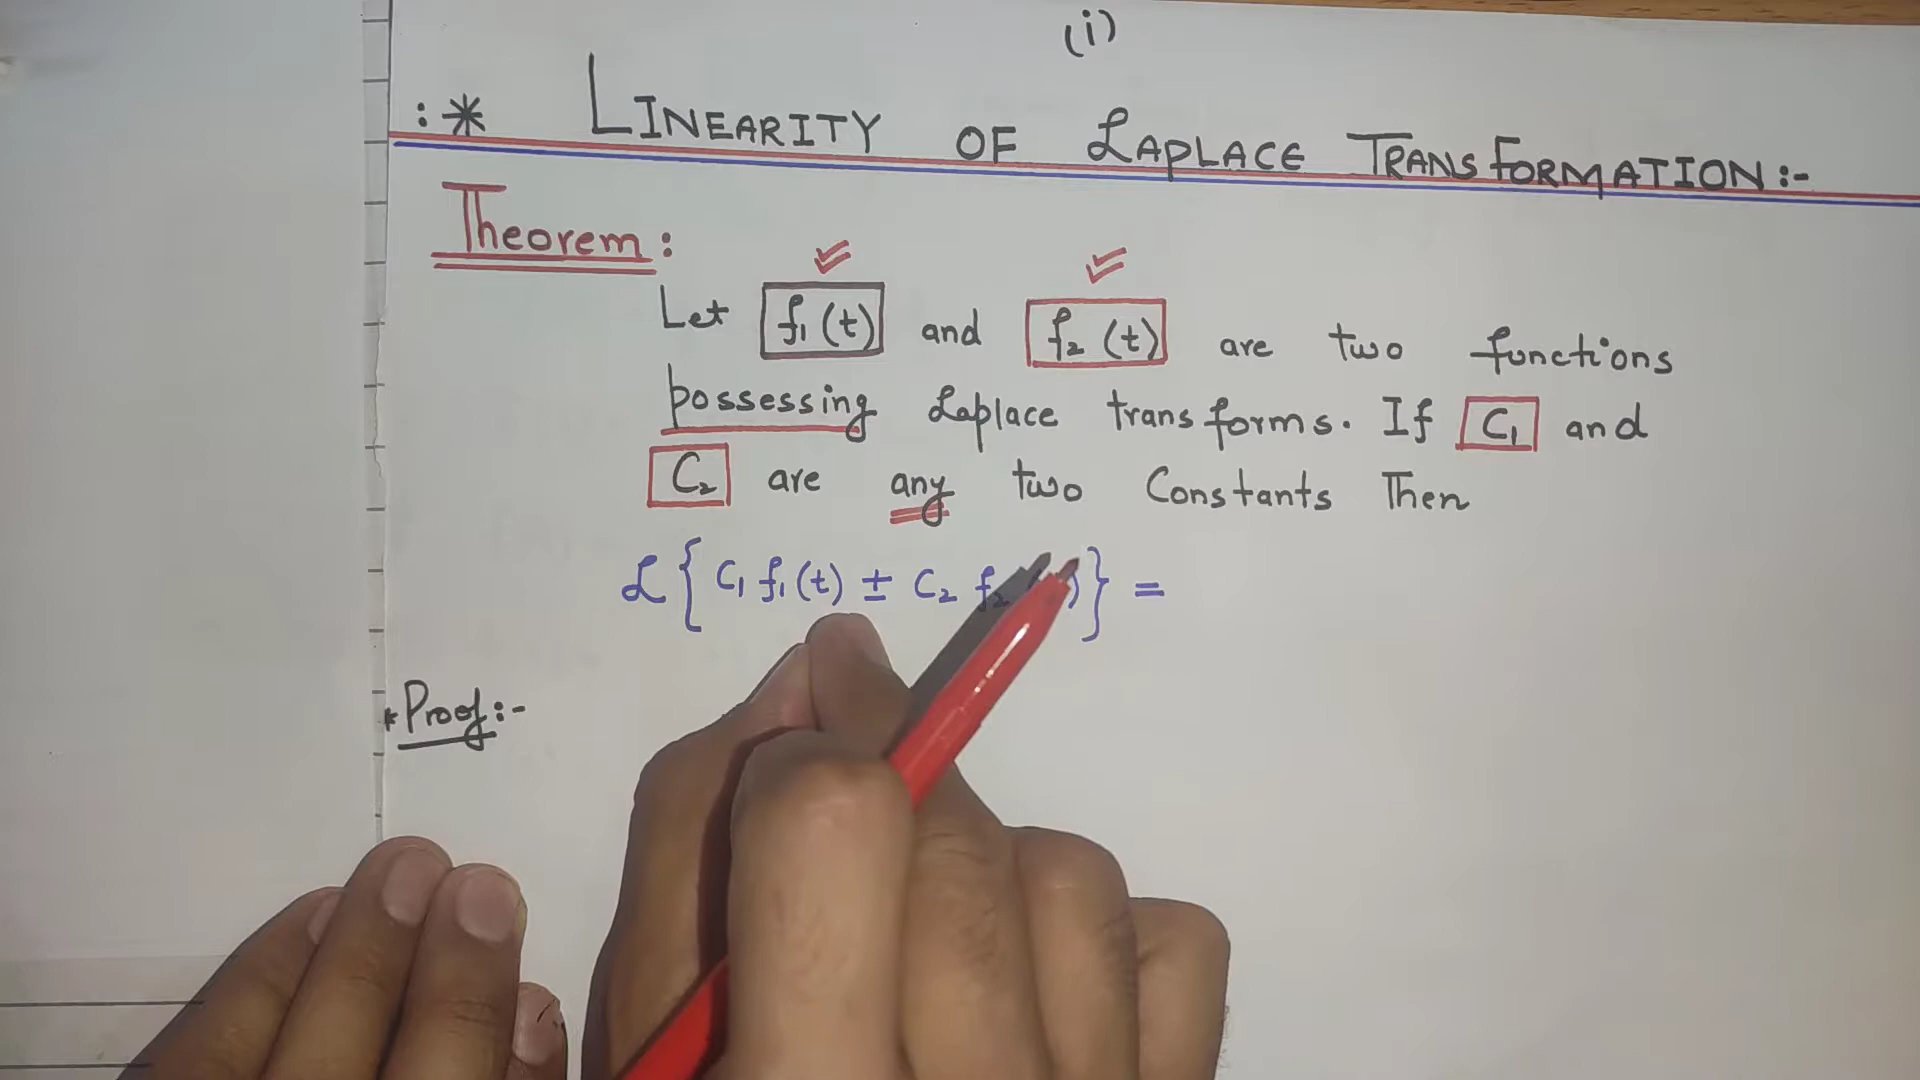 (i)
:* LINEARITY OF LAPLACE TRANSFORMATION:-
Theorem:
Let f₁(t) and f₂(t) are two functions
possessing Laplace transforms. If C₁ and
C₂ are any two Constants Then
ℒ{C₁ f₁(t) ± C₂ f₂ )} =
* Proof:-